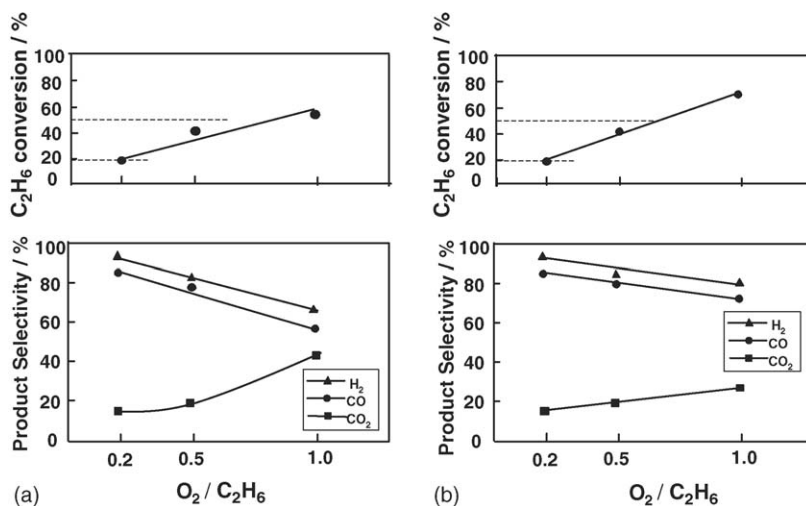 C₂H₆ conversion / %
100
80
60
40
20
0
Product Selectivity / %
100
80
60
40
20
0
H₂
CO
CO₂
0.2 0.5 1.0
O₂ / C₂H₆
(a)
C₂H₆ conversion / %
100
80
60
40
20
0
Product Selectivity / %
100
80
60
40
20
0
H₂
CO
CO₂
0.2 0.5 1.0
O₂ / C₂H₆
(b)